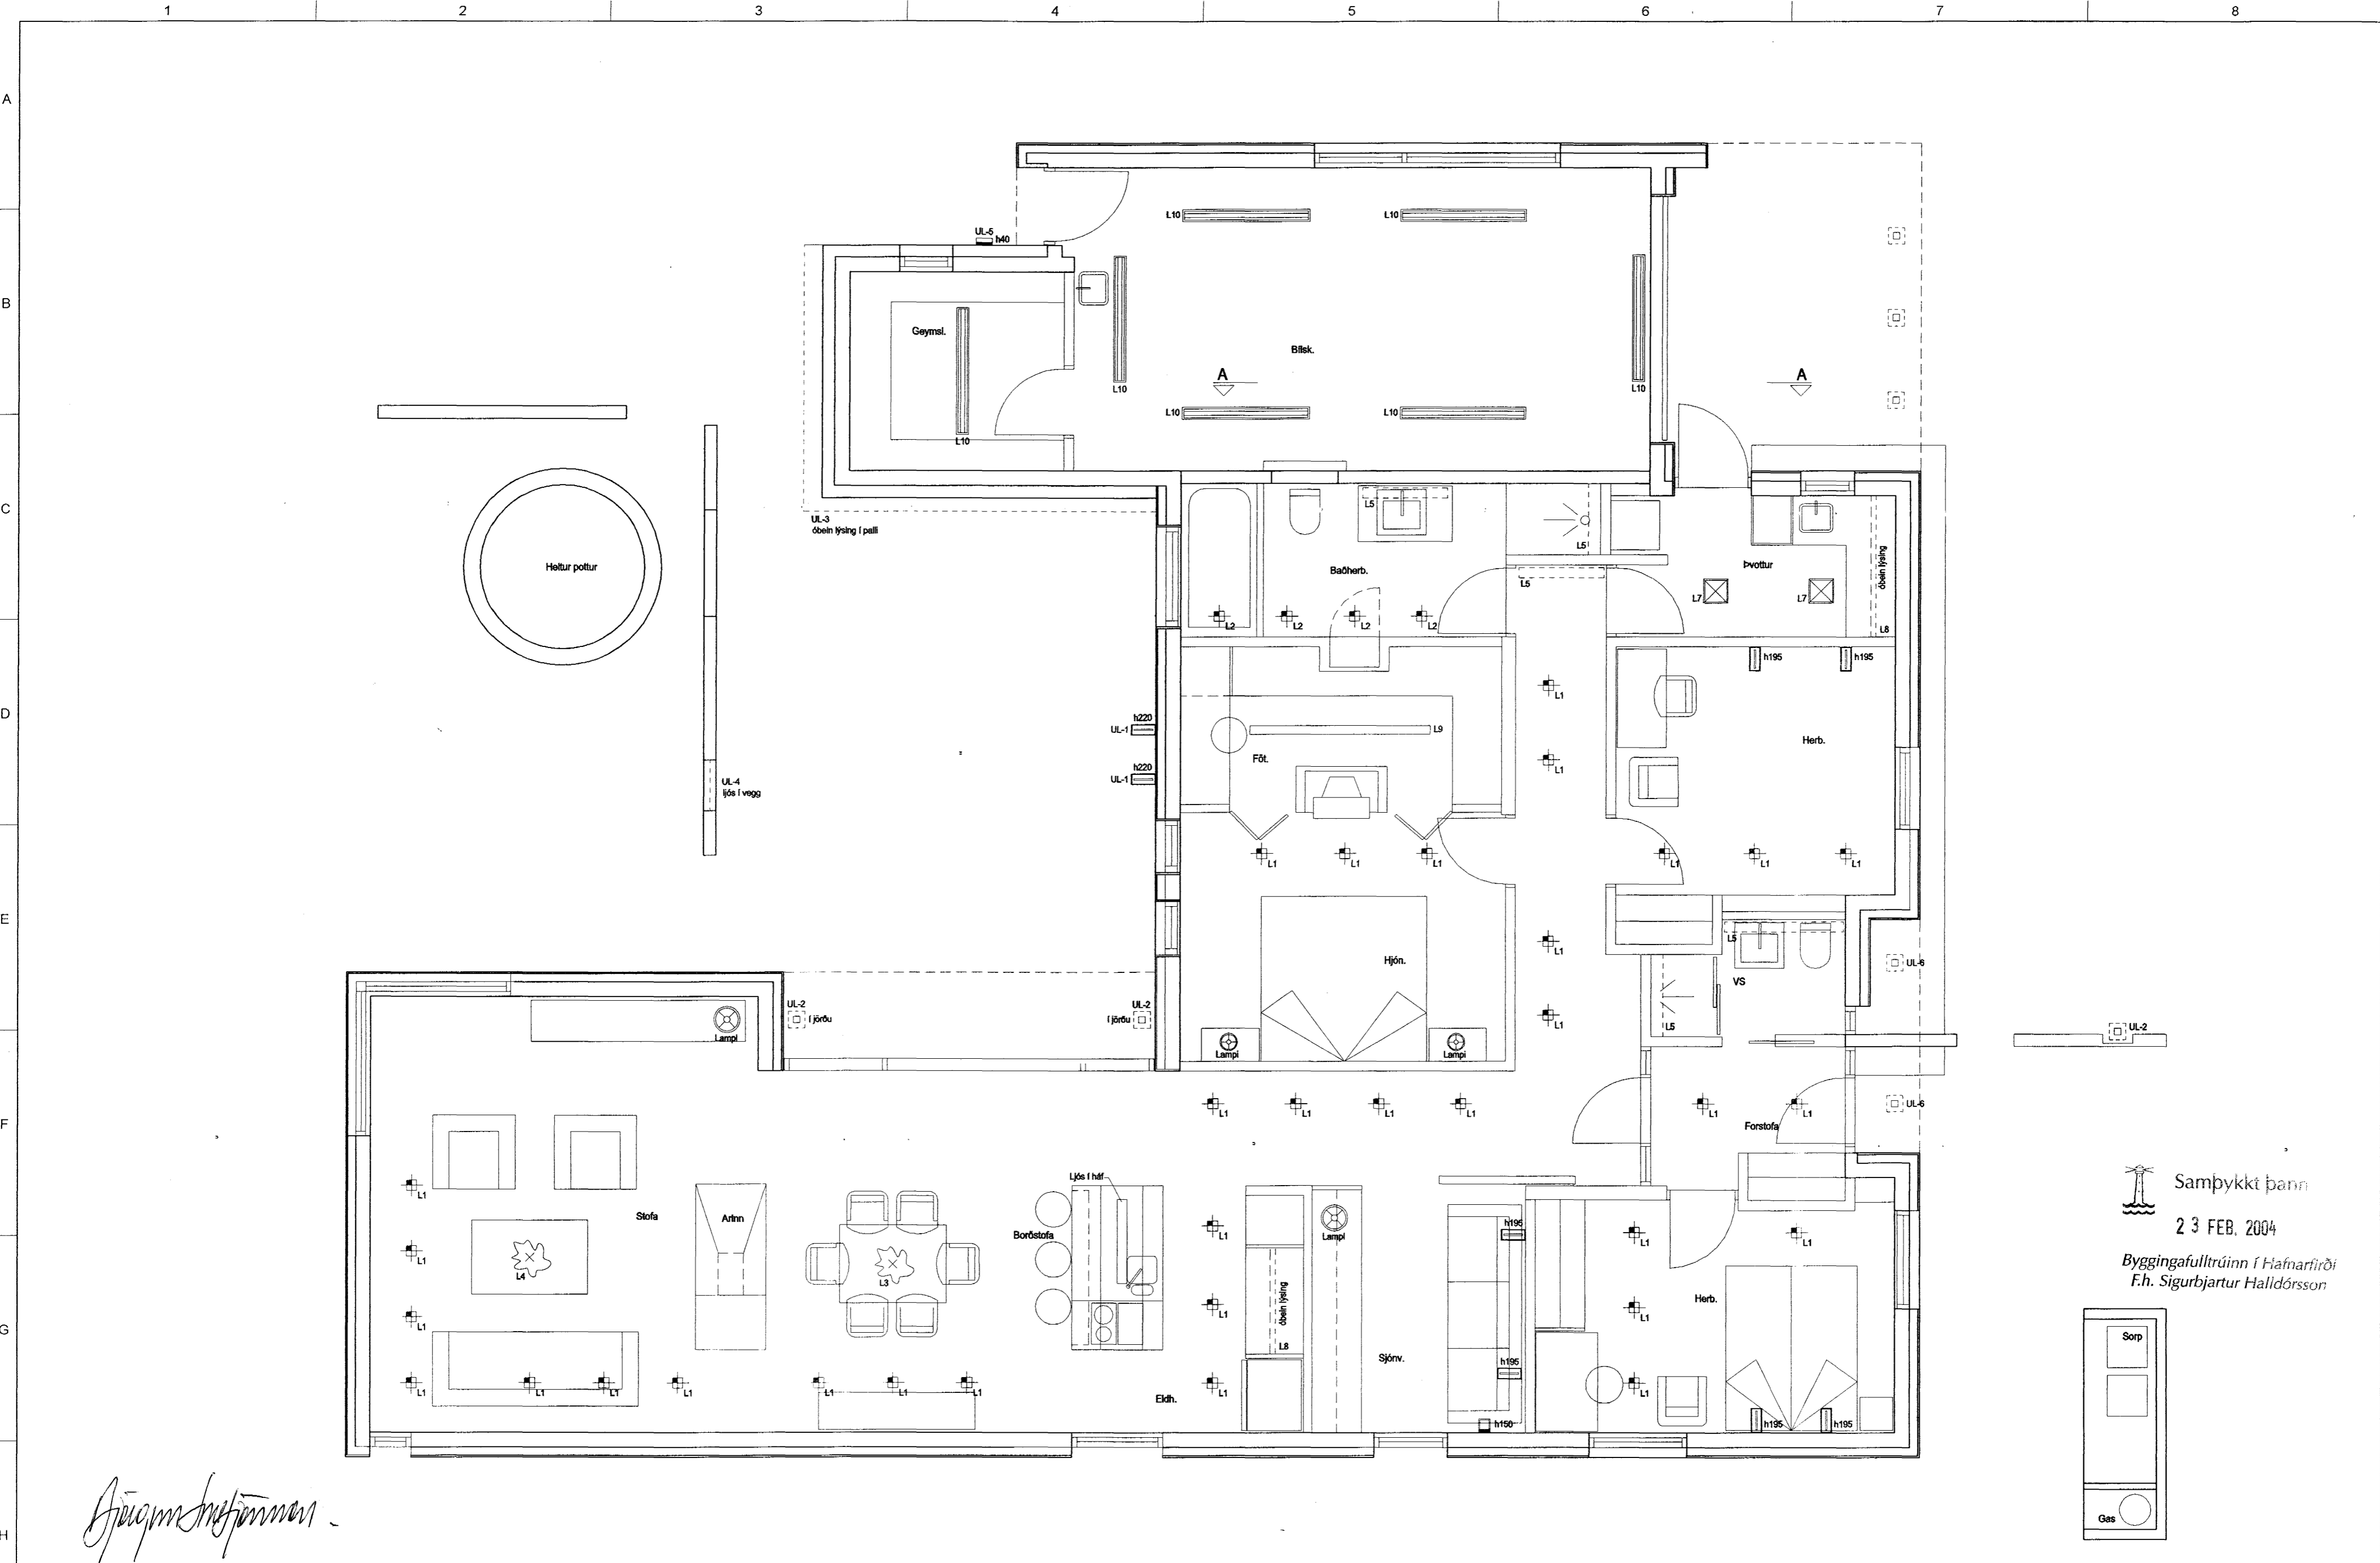 1 2 3 4 5 6 7 8
A
B
C
D
E
F
G
H
UL-5
h40
L10
L10
Geymsl.
Bílsk.
L10
L10
A
A
L10
L10
L10
UL-3
óbein lýsing í palli
Heitur pottur
L5
Baðherb.
L5
L5
Þvottur
L7
L7
óbein lýsing
L8
L2
L2
L2
L2
h195
h195
L1
L9
h220
UL-1
Föt.
Herb.
L1
h220
UL-1
UL-4
ljós í vegg
L1
L1
L1
L1
L1
L1
L5
L1
Hjón.
UL-6
VS
UL-2
í jörðu
UL-2
í jörðu
L1
L5
UL-2
Lampi
Lampi
Lampi
L1
L1
L1
L1
L1
L1
UL-6
Forstofa
Ljós í háf
L1
Stofa
Arinn
Borðstofa
L1
Lampi
h195
L1
L1
L1
L4
L3
L1
óbein lýsing
L8
Herb.
L1
L1
Sjónv.
h195
L1
L1
L1
L1
L1
L1
L1
L1
L1
Eldh.
h150
h195
h195
Samþykkt þann
23 FEB. 2004
Byggingafulltrúinn í Hafnarfirði
F.h. Sigurbjartur Halldórsson
Sorp
Gas